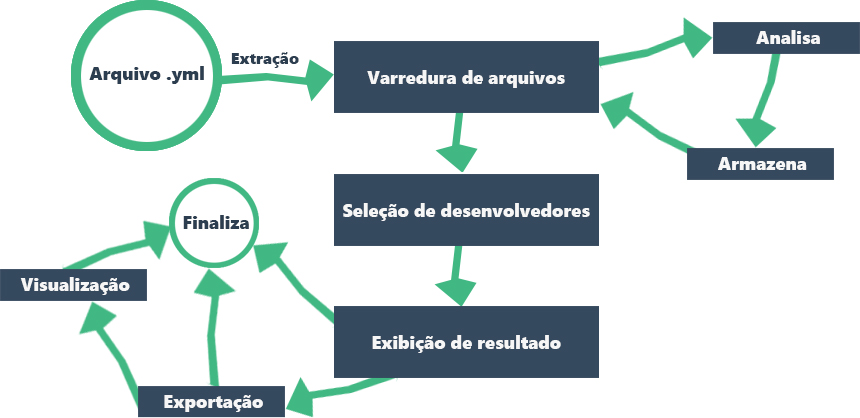 Arquivo .yml
Extração
Varredura de arquivos
Analisa
Armazena
Seleção de desenvolvedores
Exibição de resultado
Exportação
Visualização
Finaliza